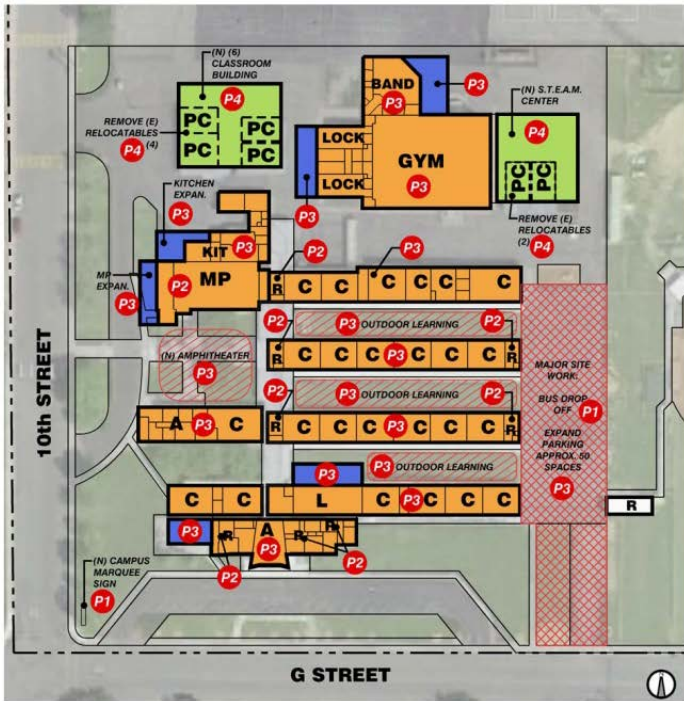 (N) (6)
CLASSROOM
BUILDING
P4
PC
PC
PC
PC
REMOVE (E)
RELOCATABLES
(4)
P4
BAND
P3
P3
LOCK
LOCK
GYM
P3
P3
(N) S.T.E.A.M.
CENTER
P4
PC
PC
REMOVE (E)
RELOCATABLES
(2)
P4
KITCHEN
EXPAN.
P3
KIT
P3
MP
P2
MP
EXPAN.
P3
P2
P3
R
C
C
C
C
C
C
C
P2
P3
OUTDOOR LEARNING
P2
R
C
C
C
P3
C
C
C
R
(N) AMPHITHEATER
P3
P2
P3
OUTDOOR LEARNING
P2
R
C
C
C
P3
C
C
C
R
A
P3
C
MAJOR SITE
WORK:
BUS DROP
OFF
P1
EXPAND
PARKING
APPROX. 50
SPACES
P3
P3
P3
OUTDOOR LEARNING
C
C
L
C
P3
C
C
C
R
P3
A
R
R
R
P3
P2
P2
(N) CAMPUS
MARQUEE
SIGN
P1
10th STREET
G STREET